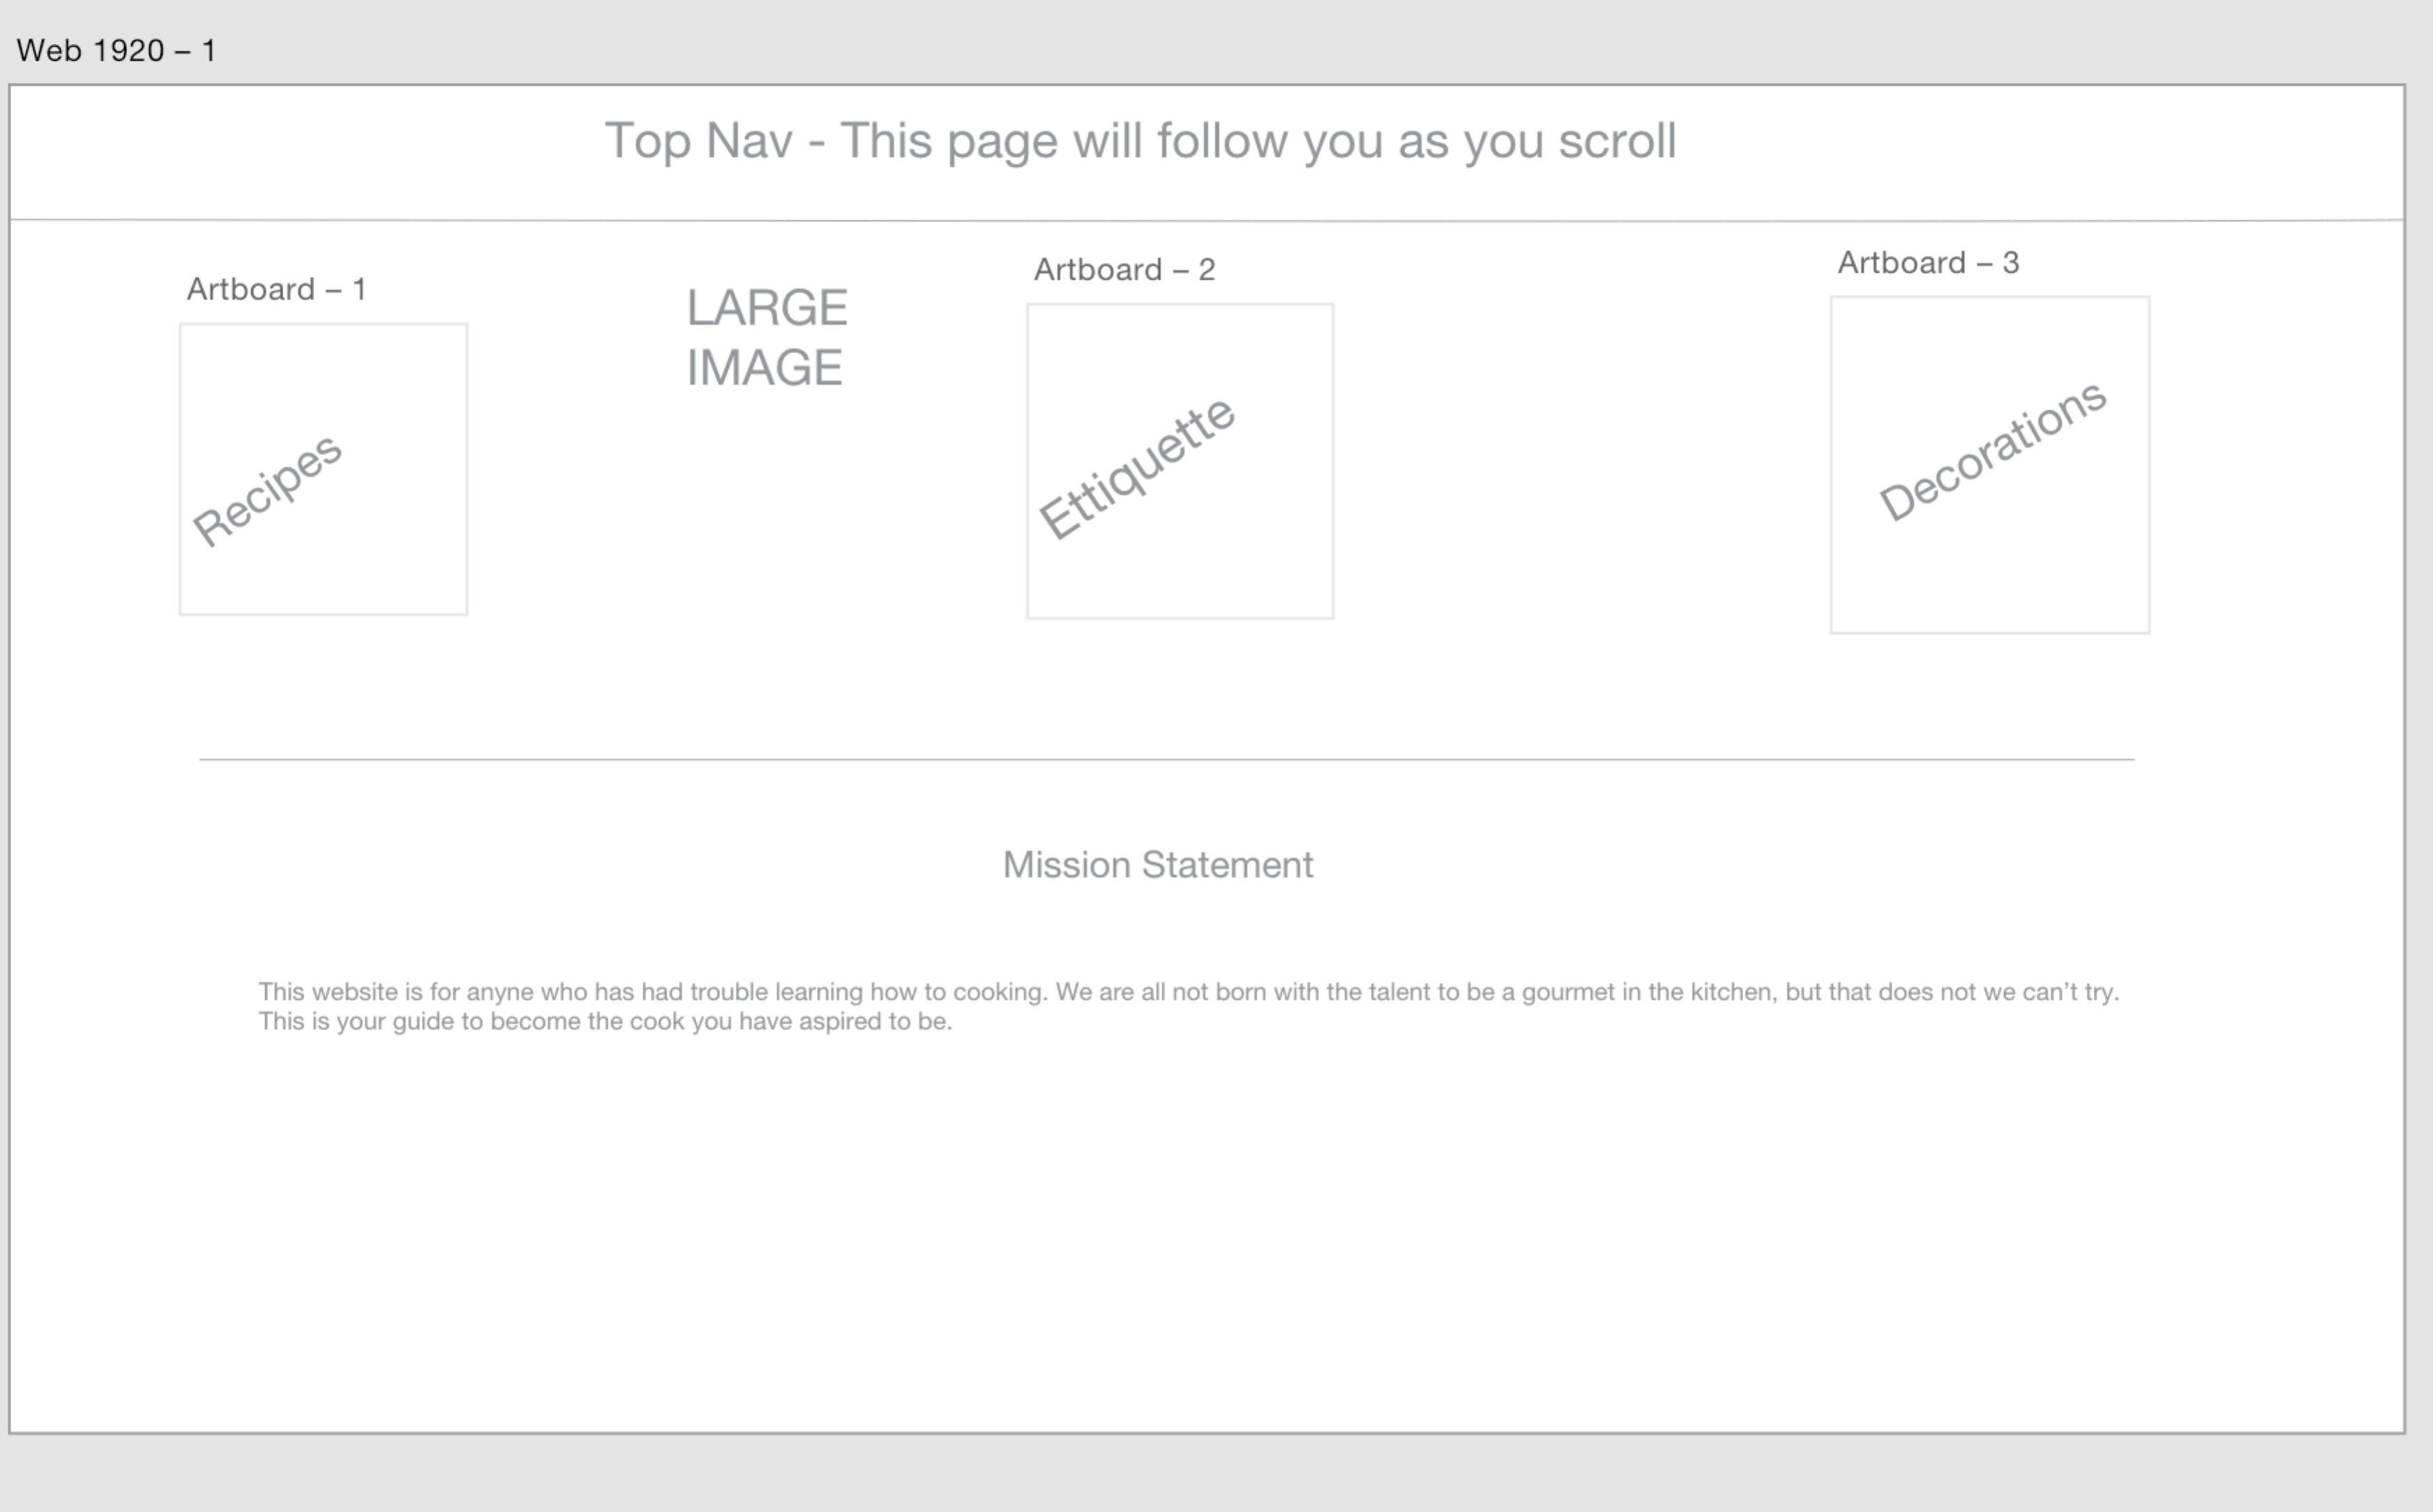 Web 1920 – 1
Top Nav - This page will follow you as you scroll
Artboard – 1
LARGE
IMAGE
Artboard – 2
Artboard – 3
Recipes
Ettiquette
Decorations
Mission Statement
This website is for anyne who has had trouble learning how to cooking. We are all not born with the talent to be a gourmet in the kitchen, but that does not we can’t try.
This is your guide to become the cook you have aspired to be.